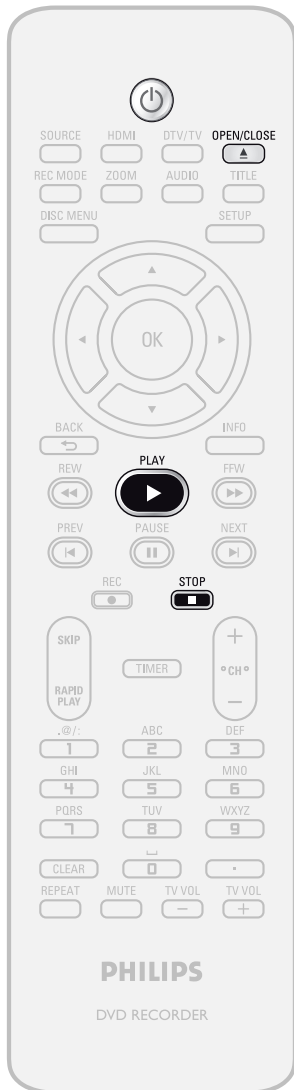 SOURCE HDMI DTV/TV OPEN/CLOSE
REC MODE ZOOM AUDIO TITLE
DISC MENU SETUP
OK
BACK INFO
PLAY
REW FFW
PREV PAUSE NEXT
REC STOP
SKIP
RAPID
PLAY
TIMER
+
CH
−
.@/: ABC DEF
1 2 3
GHI JKL MNO
4 5 6
PQRS TUV WXYZ
7 8 9
CLEAR 0 .
REPEAT MUTE TV VOL TV VOL
− +
PHILIPS
DVD RECORDER